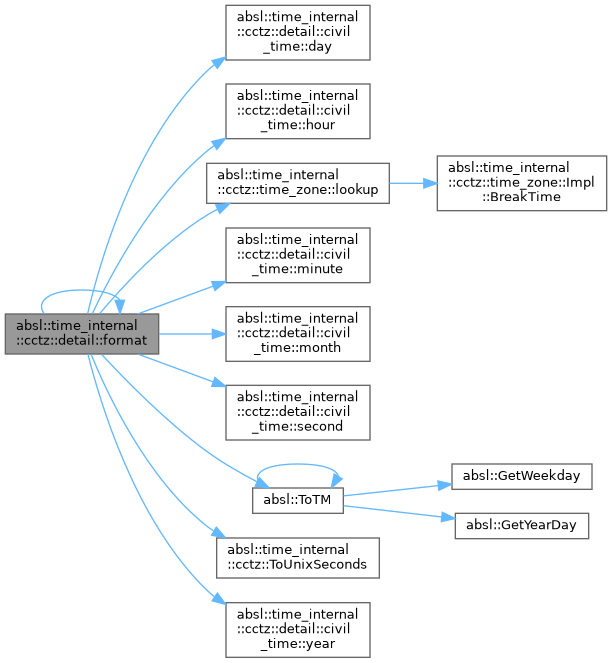 absl::time_internal
::cctz::detail::civil
_time::day
absl::time_internal
::cctz::detail::civil
_time::hour
absl::time_internal
::cctz::time_zone::lookup
absl::time_internal
::cctz::time_zone::Impl
::BreakTime
absl::time_internal
::cctz::detail::civil
_time::minute
absl::time_internal
::cctz::detail::format
absl::time_internal
::cctz::detail::civil
_time::month
absl::time_internal
::cctz::detail::civil
_time::second
absl::ToTM
absl::GetWeekday
absl::GetYearDay
absl::time_internal
::cctz::ToUnixSeconds
absl::time_internal
::cctz::detail::civil
_time::year